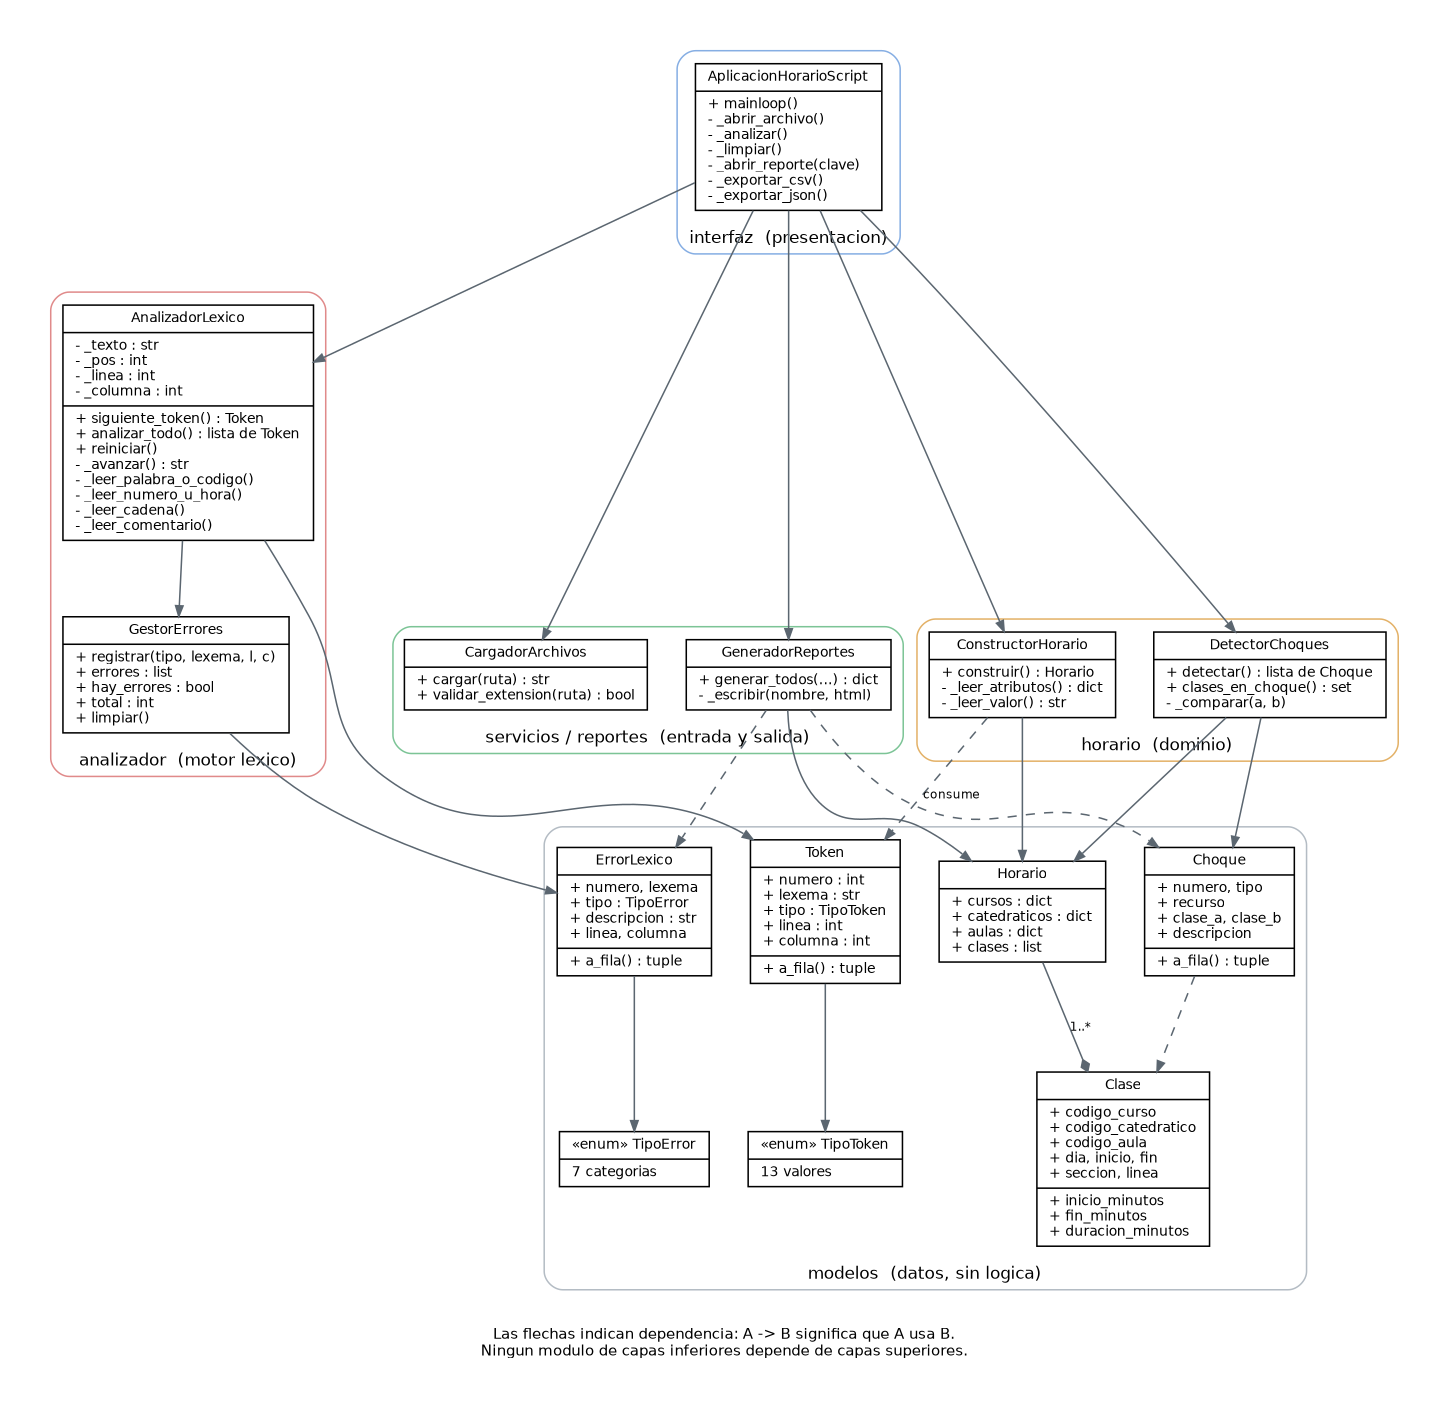 AplicacionHorarioScript
+ mainloop()
- _abrir_archivo()
- _analizar()
- _limpiar()
- _abrir_reporte(clave)
- _exportar_csv()
- _exportar_json()
interfaz  (presentacion)
AnalizadorLexico
- _texto : str
- _pos : int
- _linea : int
- _columna : int
+ siguiente_token() : Token
+ analizar_todo() : lista de Token
+ reiniciar()
- _avanzar() : str
- _leer_palabra_o_codigo()
- _leer_numero_u_hora()
- _leer_cadena()
- _leer_comentario()
GestorErrores
+ registrar(tipo, lexema, l, c)
+ errores : list
+ hay_errores : bool
+ total : int
+ limpiar()
analizador  (motor lexico)
CargadorArchivos
+ cargar(ruta) : str
+ validar_extension(ruta) : bool
GeneradorReportes
+ generar_todos(...) : dict
- _escribir(nombre, html)
servicios / reportes  (entrada y salida)
ConstructorHorario
+ construir() : Horario
- _leer_atributos() : dict
- _leer_valor() : str
DetectorChoques
+ detectar() : lista de Choque
+ clases_en_choque() : set
- _comparar(a, b)
horario  (dominio)
consume
ErrorLexico
+ numero, lexema
+ tipo : TipoError
+ descripcion : str
+ linea, columna
+ a_fila() : tuple
Token
+ numero : int
+ lexema : str
+ tipo : TipoToken
+ linea : int
+ columna : int
+ a_fila() : tuple
Horario
+ cursos : dict
+ catedraticos : dict
+ aulas : dict
+ clases : list
Choque
+ numero, tipo
+ recurso
+ clase_a, clase_b
+ descripcion
+ a_fila() : tuple
1..*
«enum» TipoError
7 categorias
«enum» TipoToken
13 valores
Clase
+ codigo_curso
+ codigo_catedratico
+ codigo_aula
+ dia, inicio, fin
+ seccion, linea
+ inicio_minutos
+ fin_minutos
+ duracion_minutos
modelos  (datos, sin logica)
Las flechas indican dependencia: A -> B significa que A usa B.
Ningun modulo de capas inferiores depende de capas superiores.